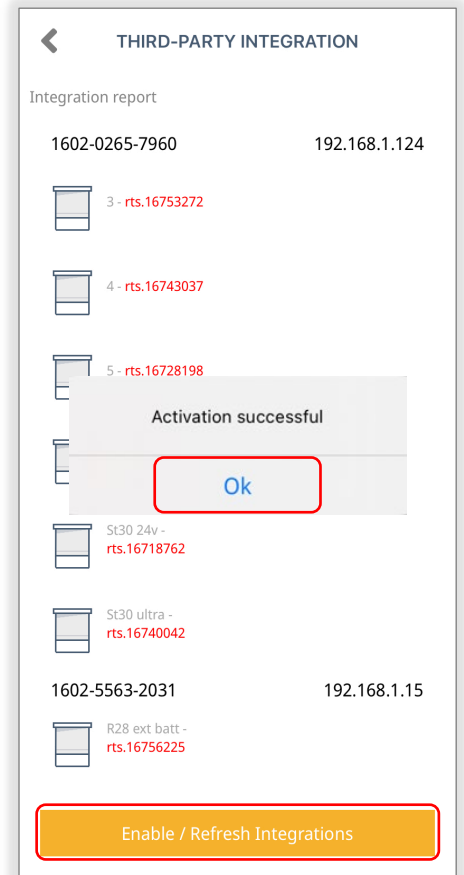 THIRD-PARTY INTEGRATION
Integration report
1602-0265-7960 192.168.1.124
3 - rts.16753272
4 - rts.16743037
5 - rts.16728198
Activation successful
Ok
St30 24v -
rts.16718762
St30 ultra -
rts.16740042
1602-5563-2031 192.168.1.15
R28 ext batt -
rts.16756225
Enable / Refresh Integrations